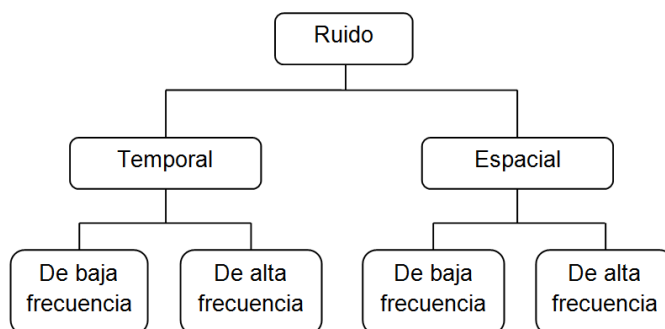 Ruido
Temporal
Espacial
De baja
frecuencia
De alta
frecuencia
De baja
frecuencia
De alta
frecuencia